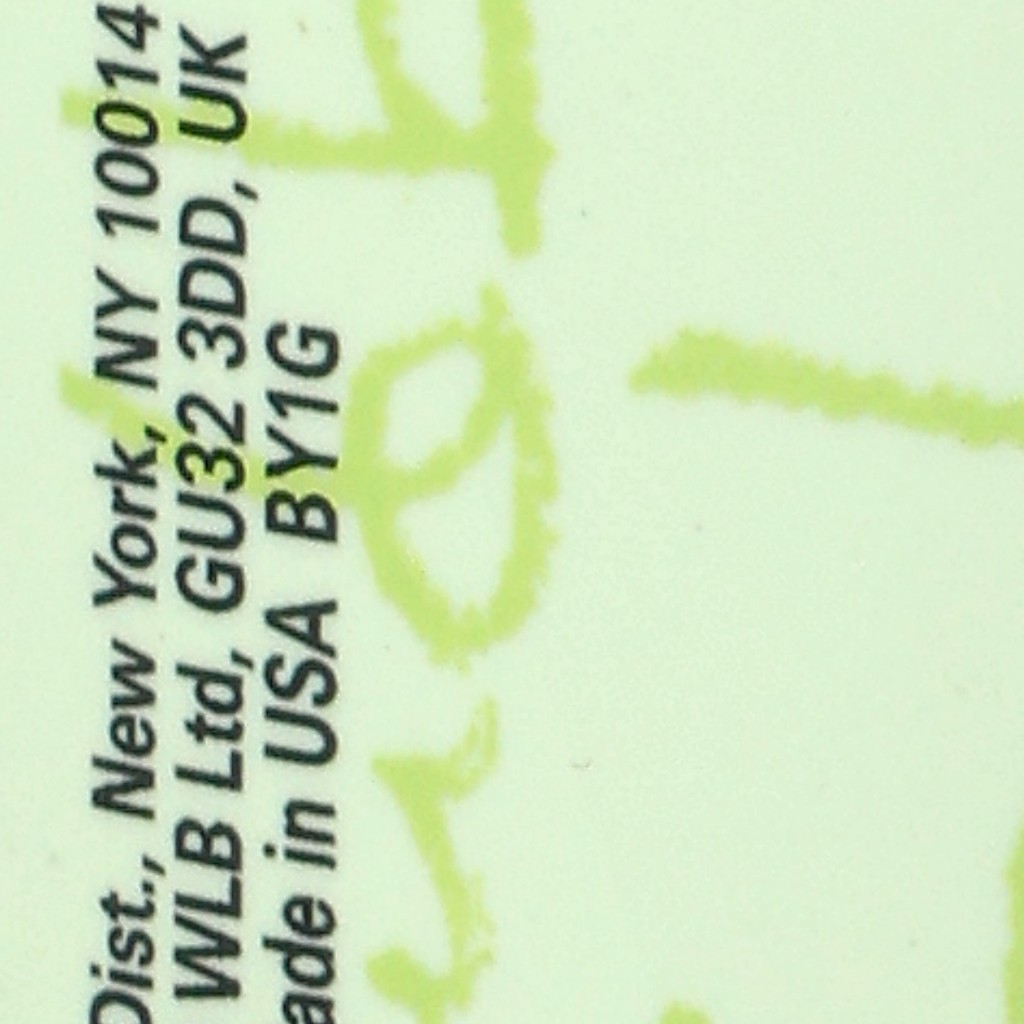 Dist., New York, NY 10014
WLB Ltd, GU32 3DD, UK
ade in USA BY1G